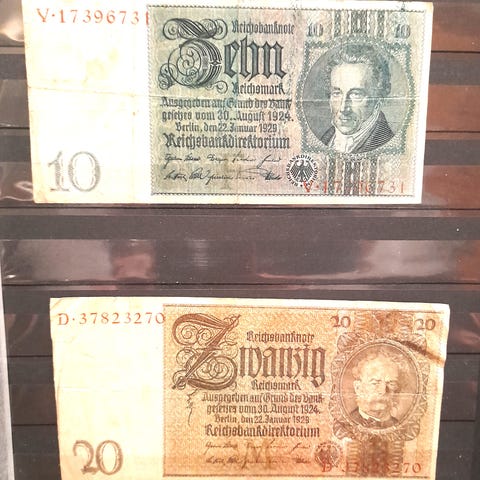 V·17396731
Reichsbanknote
10 10
Zehn
Reichsmark
Ausgegeben auf Grund des Bank-
gesetzes vom 30. August 1924.
Berlin, den 22. Januar 1929
Reichsbankdirektorium
10
V·17396731
D·37823270
Reichsbanknote
20 20
Zwanzig
Reichsmark
Ausgegeben auf Grund des Bank-
gesetzes vom 30. August 1924.
Berlin, den 22. Januar 1929
Reichsbankdirektorium
20
D·37823270